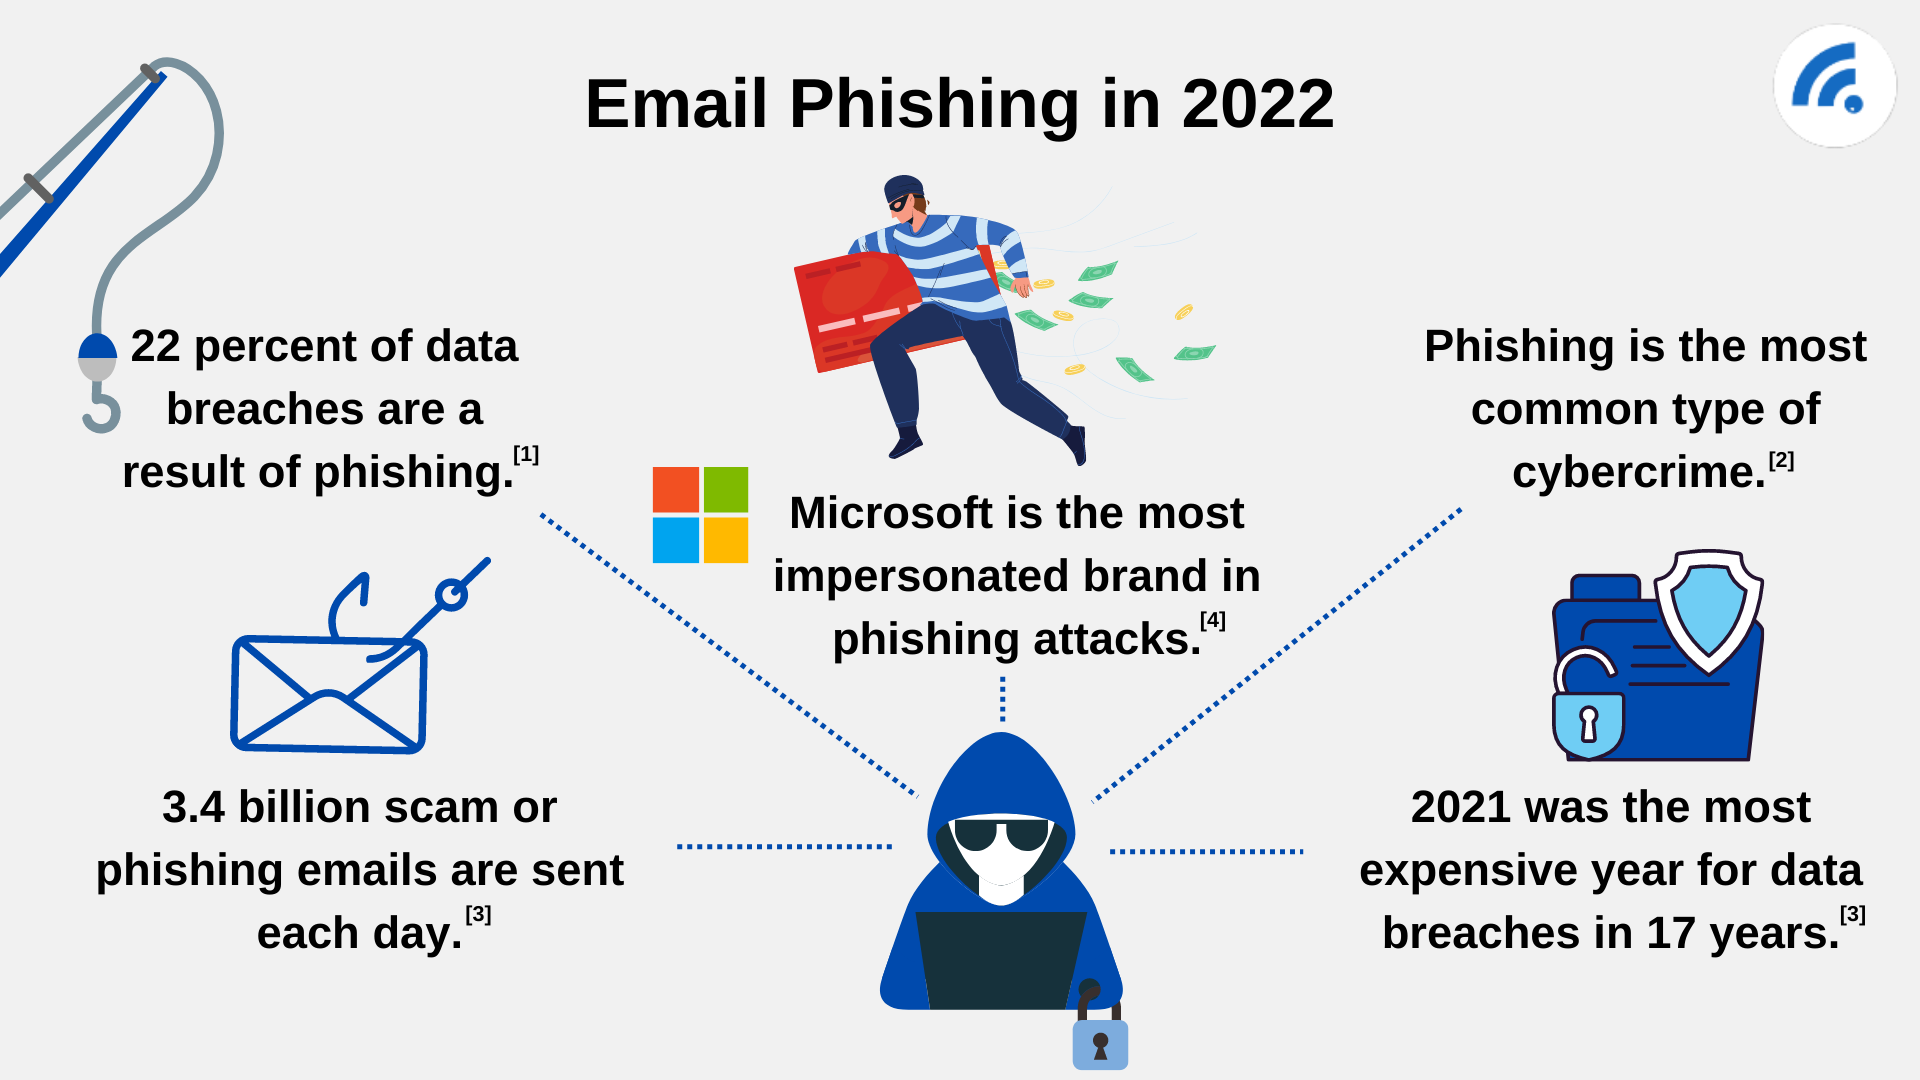 Email Phishing in 2022
22 percent of data
breaches are a
result of phishing.[1]
Microsoft is the most
impersonated brand in
phishing attacks.[4]
Phishing is the most
common type of
cybercrime.[2]
3.4 billion scam or
phishing emails are sent
each day.[3]
2021 was the most
expensive year for data
breaches in 17 years.[3]